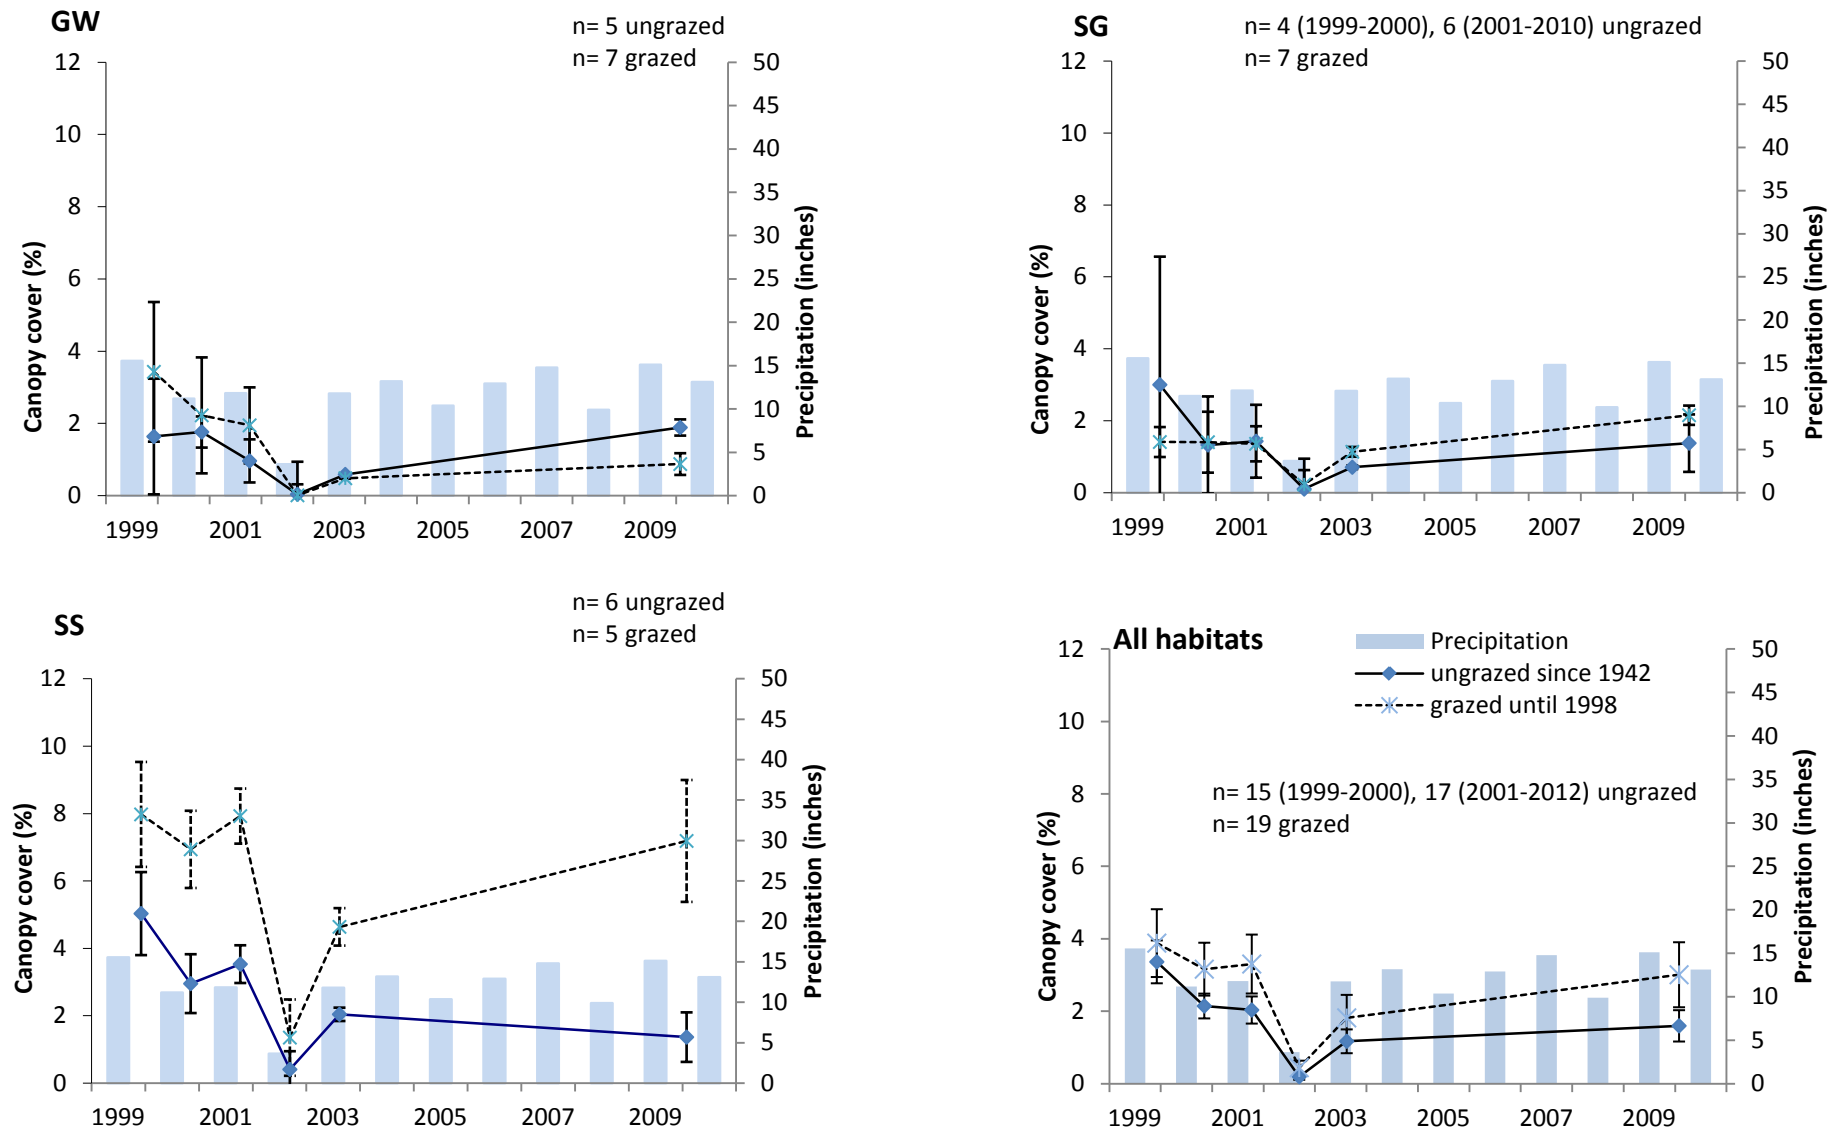 GW
n= 5 ungrazed
n= 7 grazed
12
10
8
6
4
2
0
Canopy cover (%)
50
45
40
35
30
25
20
15
10
5
0
Precipitation (inches)
1999 2001 2003 2005 2007 2009
SG
n= 4 (1999-2000), 6 (2001-2010) ungrazed
n= 7 grazed
12
10
8
6
4
2
0
Canopy cover (%)
50
45
40
35
30
25
20
15
10
5
0
Precipitation (inches)
1999 2001 2003 2005 2007 2009
SS
n= 6 ungrazed
n= 5 grazed
12
10
8
6
4
2
0
Canopy cover (%)
50
45
40
35
30
25
20
15
10
5
0
Precipitation (inches)
1999 2001 2003 2005 2007 2009
All habitats
Precipitation
ungrazed since 1942
grazed until 1998
n= 15 (1999-2000), 17 (2001-2012) ungrazed
n= 19 grazed
12
10
8
6
4
2
0
Canopy cover (%)
50
45
40
35
30
25
20
15
10
5
0
Precipitation (inches)
1999 2001 2003 2005 2007 2009